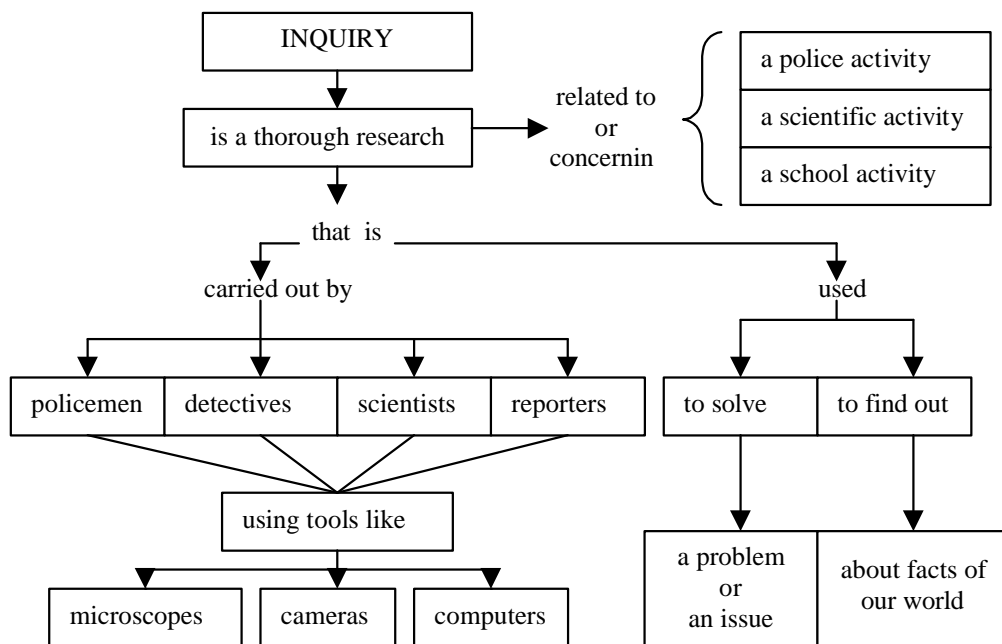 INQUIRY
is a thorough research
related to
or
concernin
a police activity
a scientific activity
a school activity
that is
carried out by
used
policemen
detectives
scientists
reporters
to solve
to find out
using tools like
microscopes
cameras
computers
a problem
or
an issue
about facts of
our world